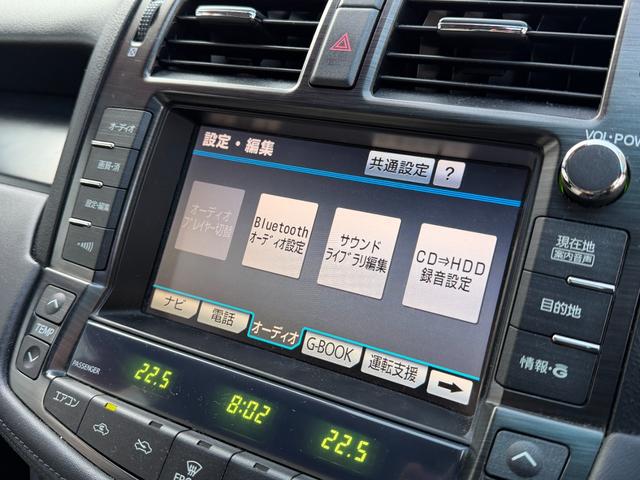 VOL・POW
オーディオ
画質・消
設定・編集
設定・編集
共通設定
?
オーディオ
プレイヤー切替
Bluetooth
オーディオ設定
サウンド
ライブラリ編集
CD⇒HDD
録音設定
ナビ
電話
オーディオ
G-BOOK
運転支援
現在地
案内音声
目的地
情報・G
TEMP
PASSENGER
22.5
8:02
22.5
エアコン